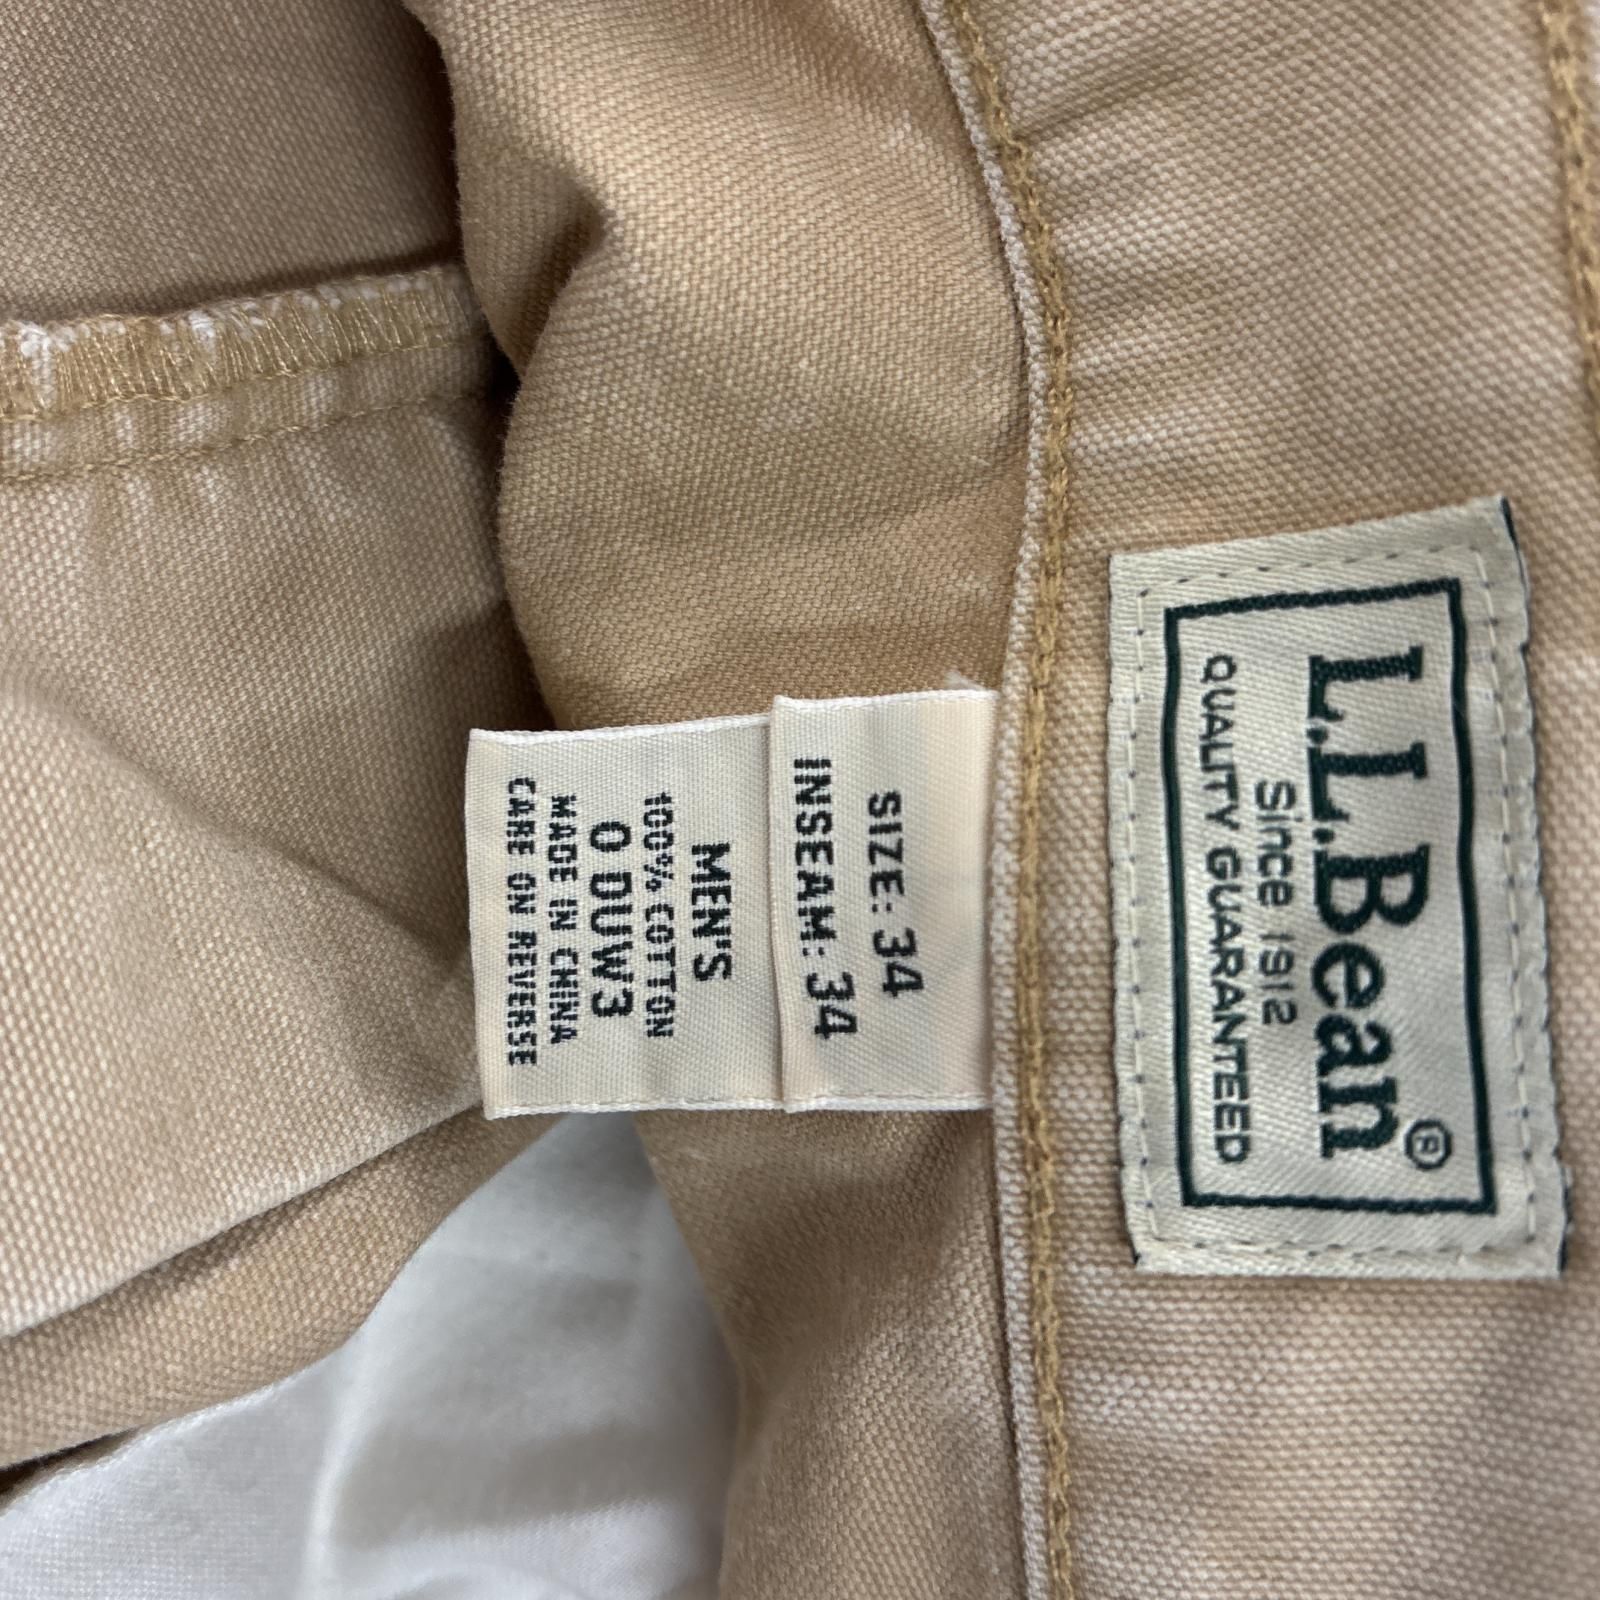 L.L.Bean®
Since 1912
QUALITY GUARANTEED
SIZE: 34
INSEAM: 34
MEN'S
100% COTTON
0 DUW3
MADE IN CHINA
CARE ON REVERSE